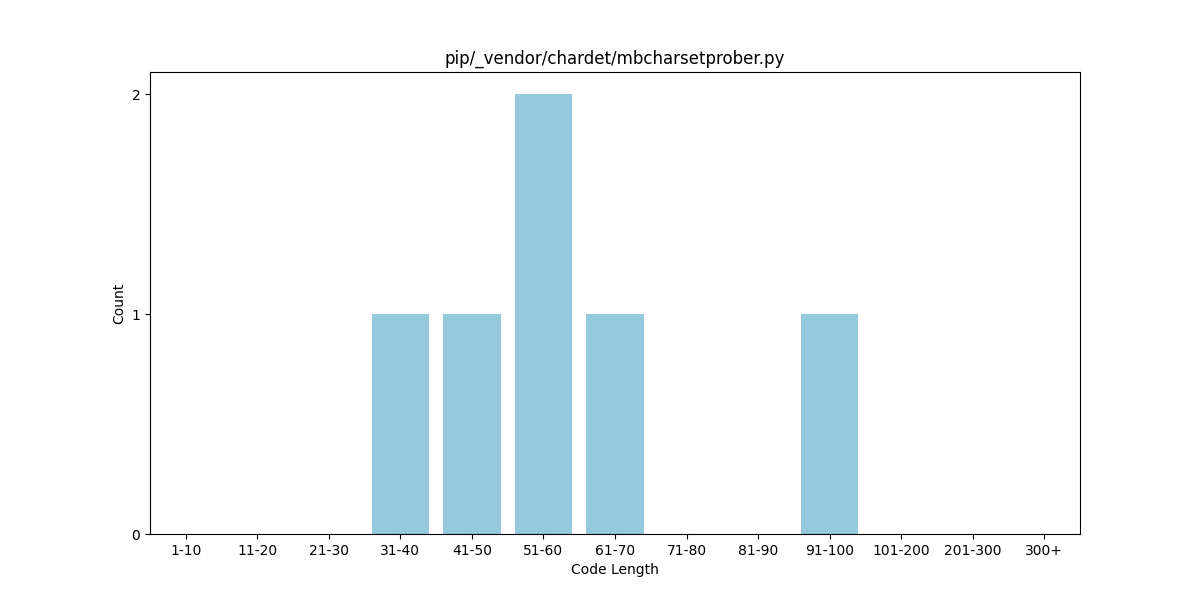 pip/_vendor/chardet/mbcharsetprober.py
2
1
0
Count
1-10 11-20 21-30 31-40 41-50 51-60 61-70 71-80 81-90 91-100 101-200 201-300 300+
Code Length